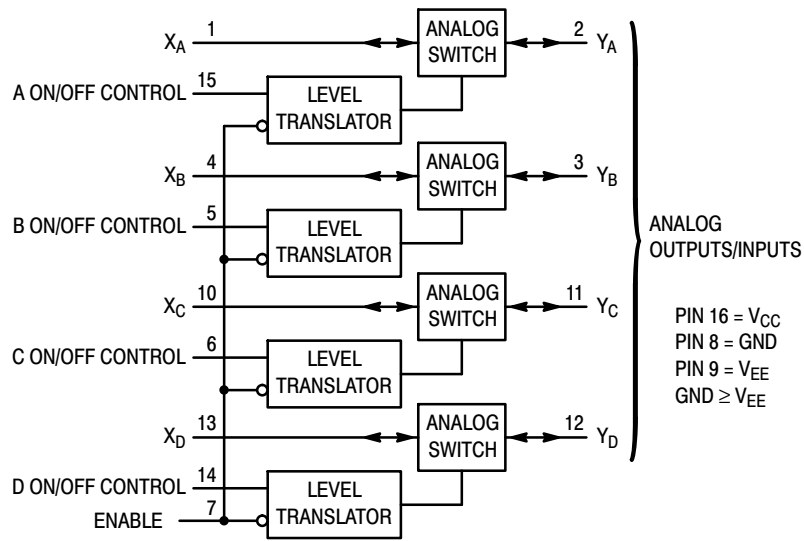 X_A 1 ANALOG SWITCH 2 Y_A
A ON/OFF CONTROL 15 LEVEL TRANSLATOR
X_B 4 ANALOG SWITCH 3 Y_B
B ON/OFF CONTROL 5 LEVEL TRANSLATOR
X_C 10 ANALOG SWITCH 11 Y_C
C ON/OFF CONTROL 6 LEVEL TRANSLATOR
X_D 13 ANALOG SWITCH 12 Y_D
D ON/OFF CONTROL 14 LEVEL TRANSLATOR
ENABLE 7
ANALOG
OUTPUTS/INPUTS
PIN 16 = V_CC
PIN 8 = GND
PIN 9 = V_EE
GND ≥ V_EE